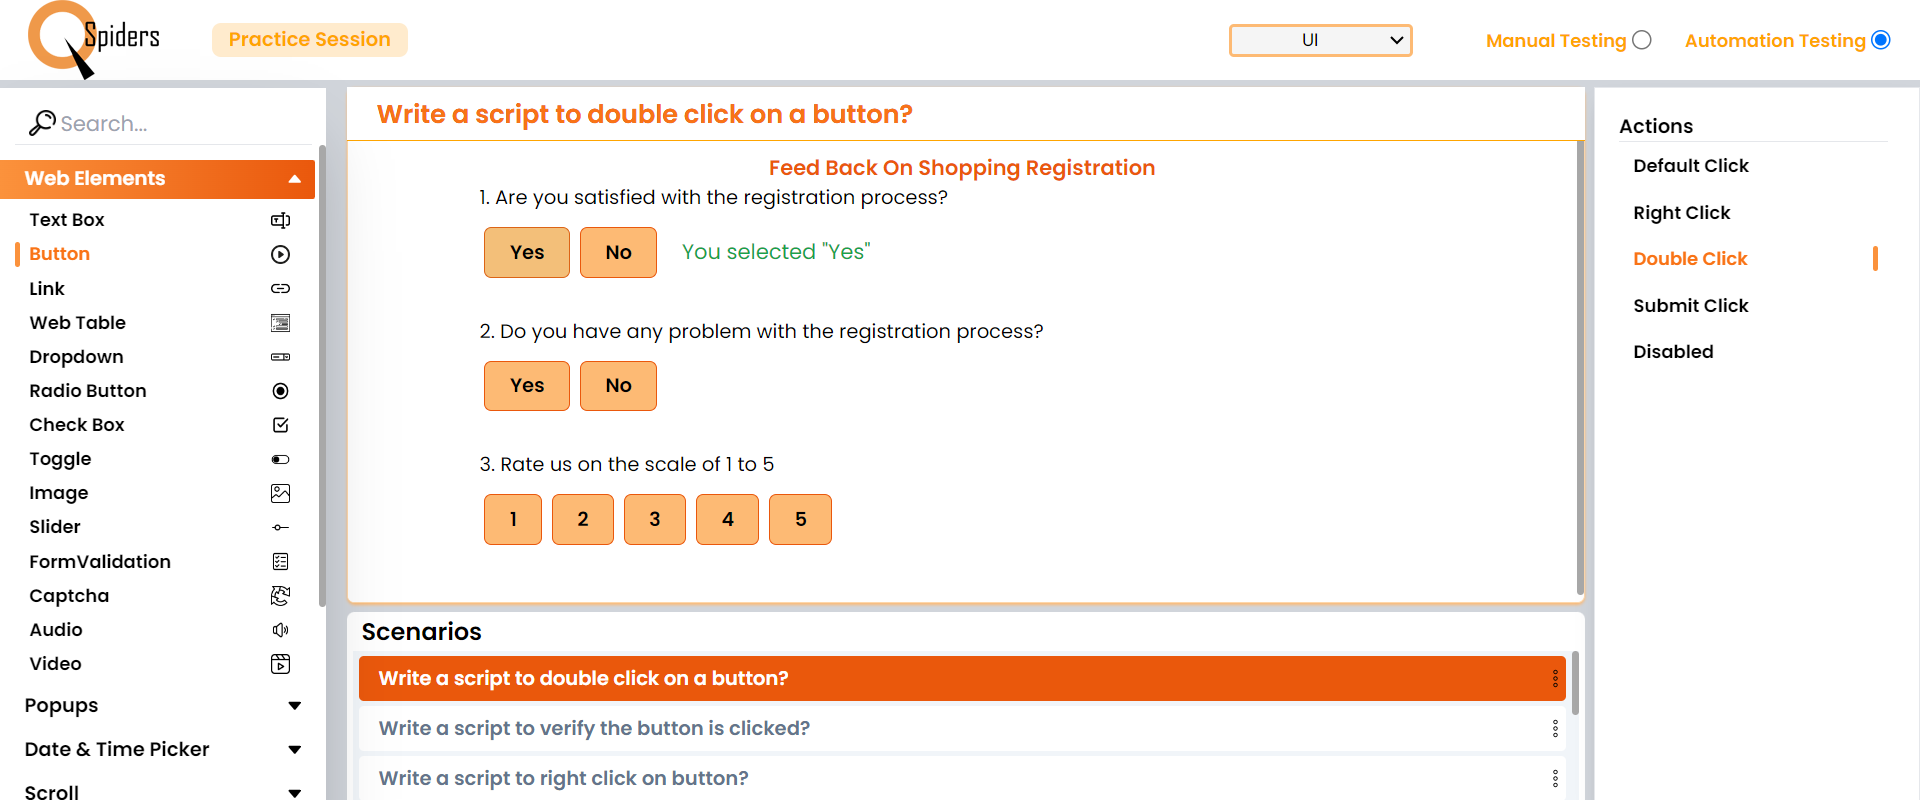 Spiders
Practice Session
UI
Manual Testing
Automation Testing
Search...
Web Elements
Text Box
Button
Link
Web Table
Dropdown
Radio Button
Check Box
Toggle
Image
Slider
FormValidation
Captcha
Audio
Video
Popups
Date & Time Picker
Scroll
Write a script to double click on a button?
Feed Back On Shopping Registration
1. Are you satisfied with the registration process?
Yes No You selected "Yes"
2. Do you have any problem with the registration process?
Yes No
3. Rate us on the scale of 1 to 5
1 2 3 4 5
Scenarios
Write a script to double click on a button?
Write a script to verify the button is clicked?
Write a script to right click on button?
Actions
Default Click
Right Click
Double Click
Submit Click
Disabled